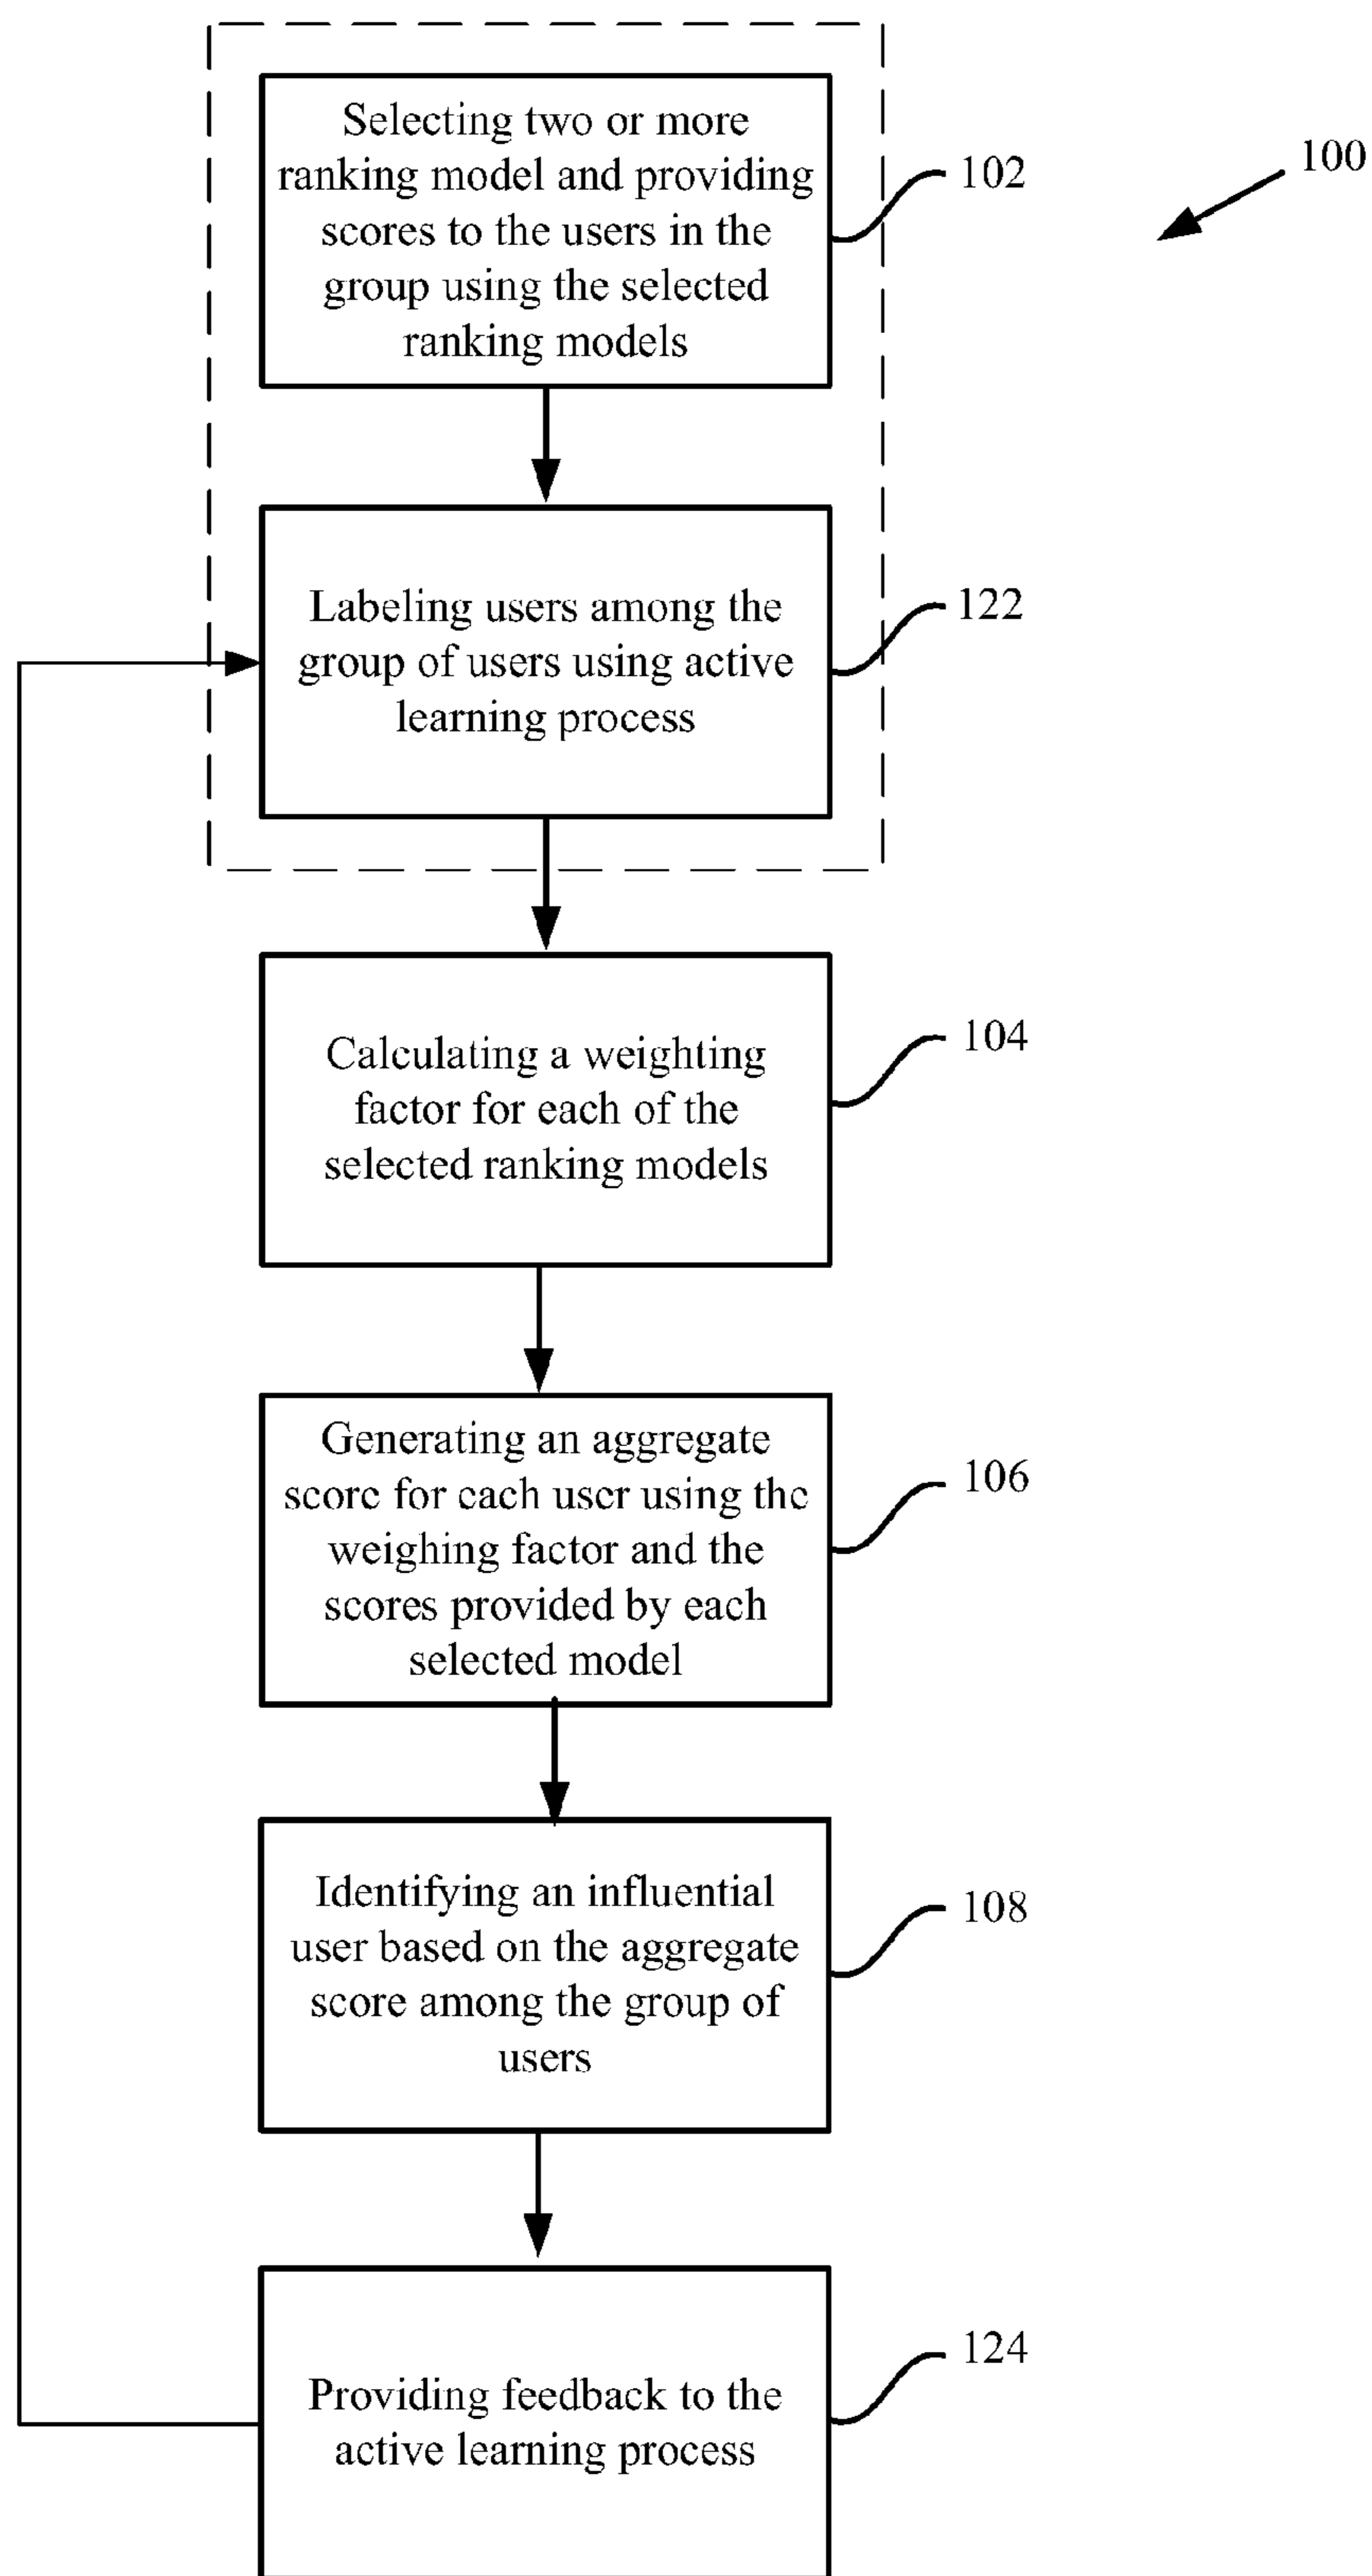 Selecting two or more
ranking model and providing
scores to the users in the
group using the selected
ranking models
102
100
Labeling users among the
group of users using active
learning process
122
Calculating a weighting
factor for each of the
selected ranking models
104
Generating an aggregate
score for each user using the
weighing factor and the
scores provided by each
selected model
106
Identifying an influential
user based on the aggregate
score among the group of
users
108
Providing feedback to the
active learning process
124